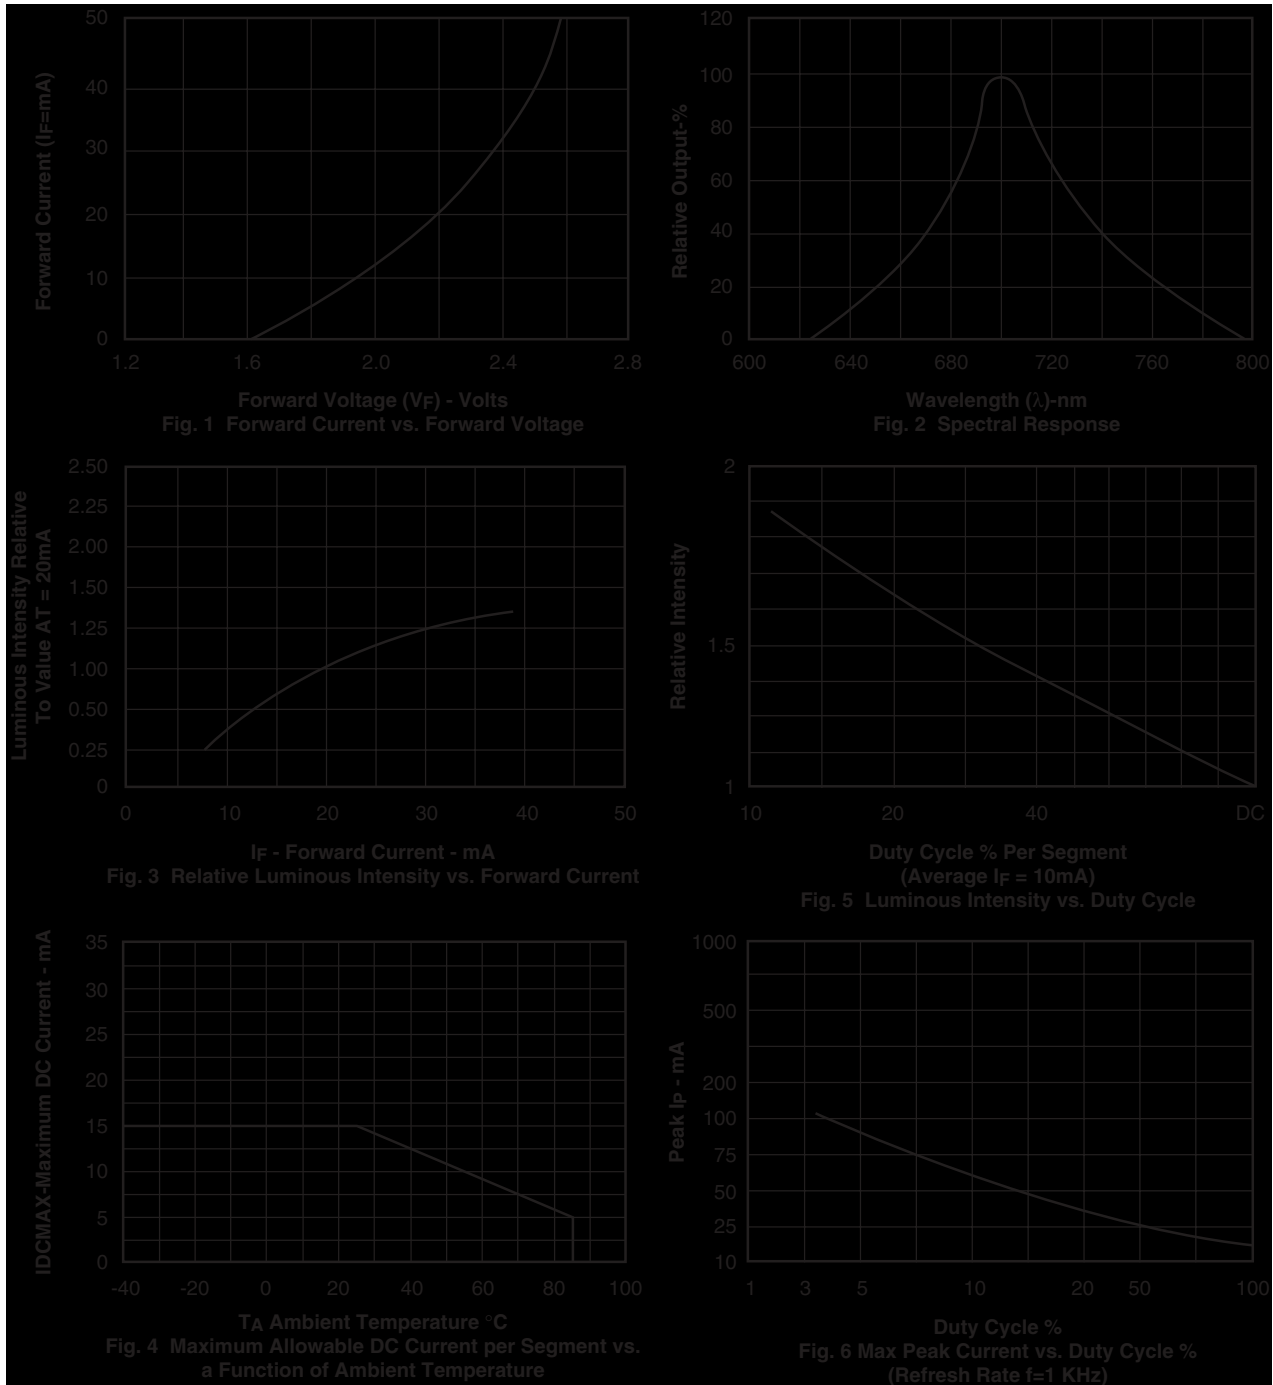 50
40
30
20
10
0
Forward Current (IF=mA)
1.2 1.6 2.0 2.4 2.8
Forward Voltage (VF) - Volts
Fig. 1 Forward Current vs. Forward Voltage
120
100
80
60
40
20
0
Relative Output-%
600 640 680 720 760 800
Wavelength (λ)-nm
Fig. 2 Spectral Response
2.50
2.25
2.00
1.50
1.25
1.00
0.50
0.25
0
Luminous Intensity Relative
To Value AT = 20mA
0 10 20 30 40 50
IF - Forward Current - mA
Fig. 3 Relative Luminous Intensity vs. Forward Current
2
1.5
1
Relative Intensity
10 20 40 DC
Duty Cycle % Per Segment
(Average IF = 10mA)
Fig. 5 Luminous Intensity vs. Duty Cycle
35
30
25
20
15
10
5
0
IDCMAX-Maximum DC Current - mA
-40 -20 0 20 40 60 80 100
TA Ambient Temperature °C
Fig. 4 Maximum Allowable DC Current per Segment vs.
a Function of Ambient Temperature
1000
500
200
100
75
50
25
10
Peak IP - mA
1 3 5 10 20 50 100
Duty Cycle %
Fig. 6 Max Peak Current vs. Duty Cycle %
(Refresh Rate f=1 KHz)